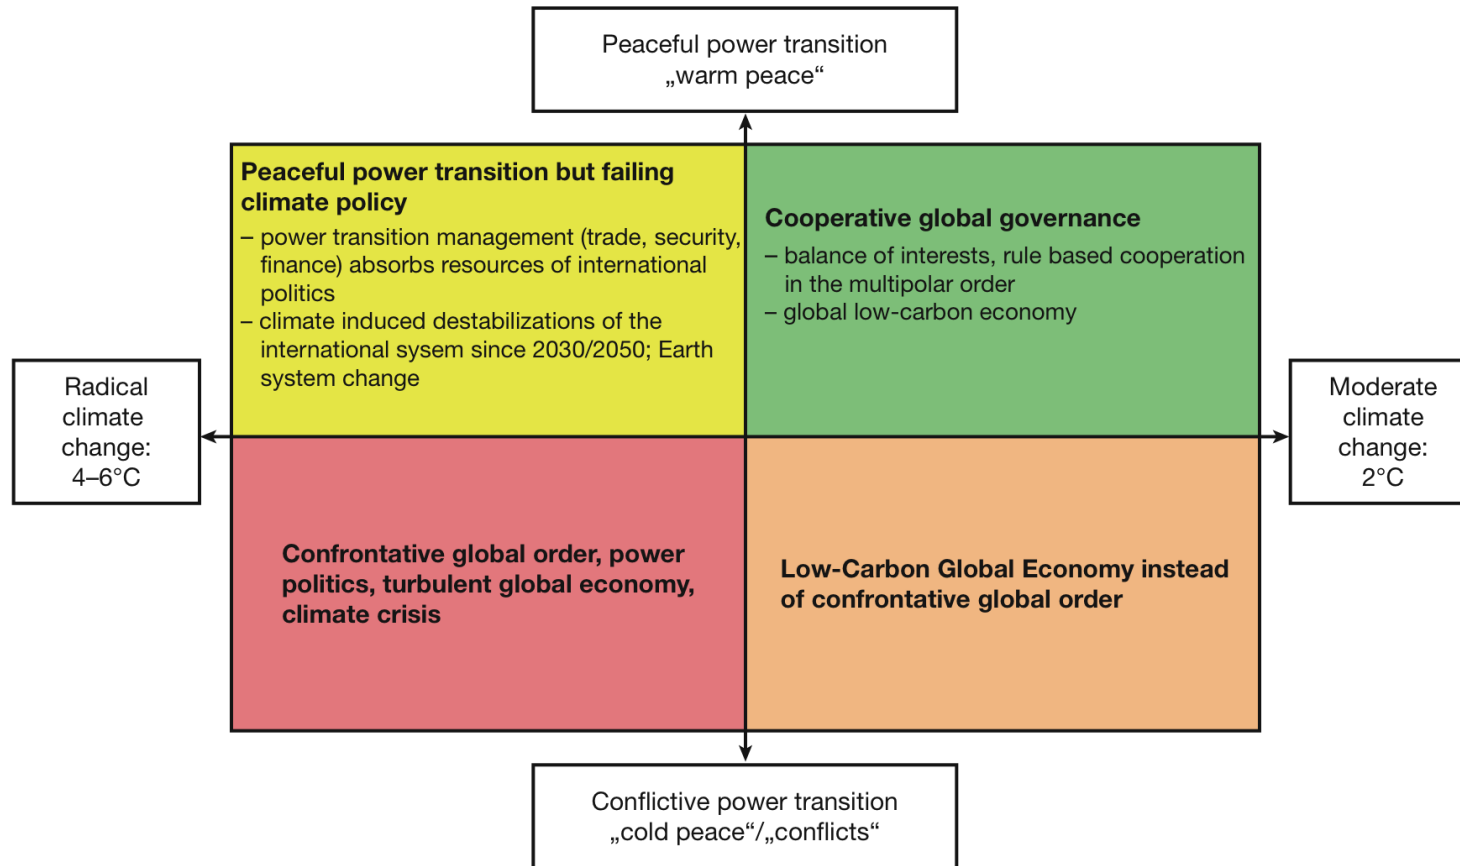 Peaceful power transition
„warm peace“
Peaceful power transition but failing
climate policy
– power transition management (trade, security,
finance) absorbs resources of international
politics
– climate induced destabilizations of the
international sysem since 2030/2050; Earth
system change
Cooperative global governance
– balance of interests, rule based cooperation
in the multipolar order
– global low-carbon economy
Radical
climate
change:
4–6°C
Moderate
climate
change:
2°C
Confrontative global order, power
politics, turbulent global economy,
climate crisis
Low-Carbon Global Economy instead
of confrontative global order
Conflictive power transition
„cold peace“/„conflicts“